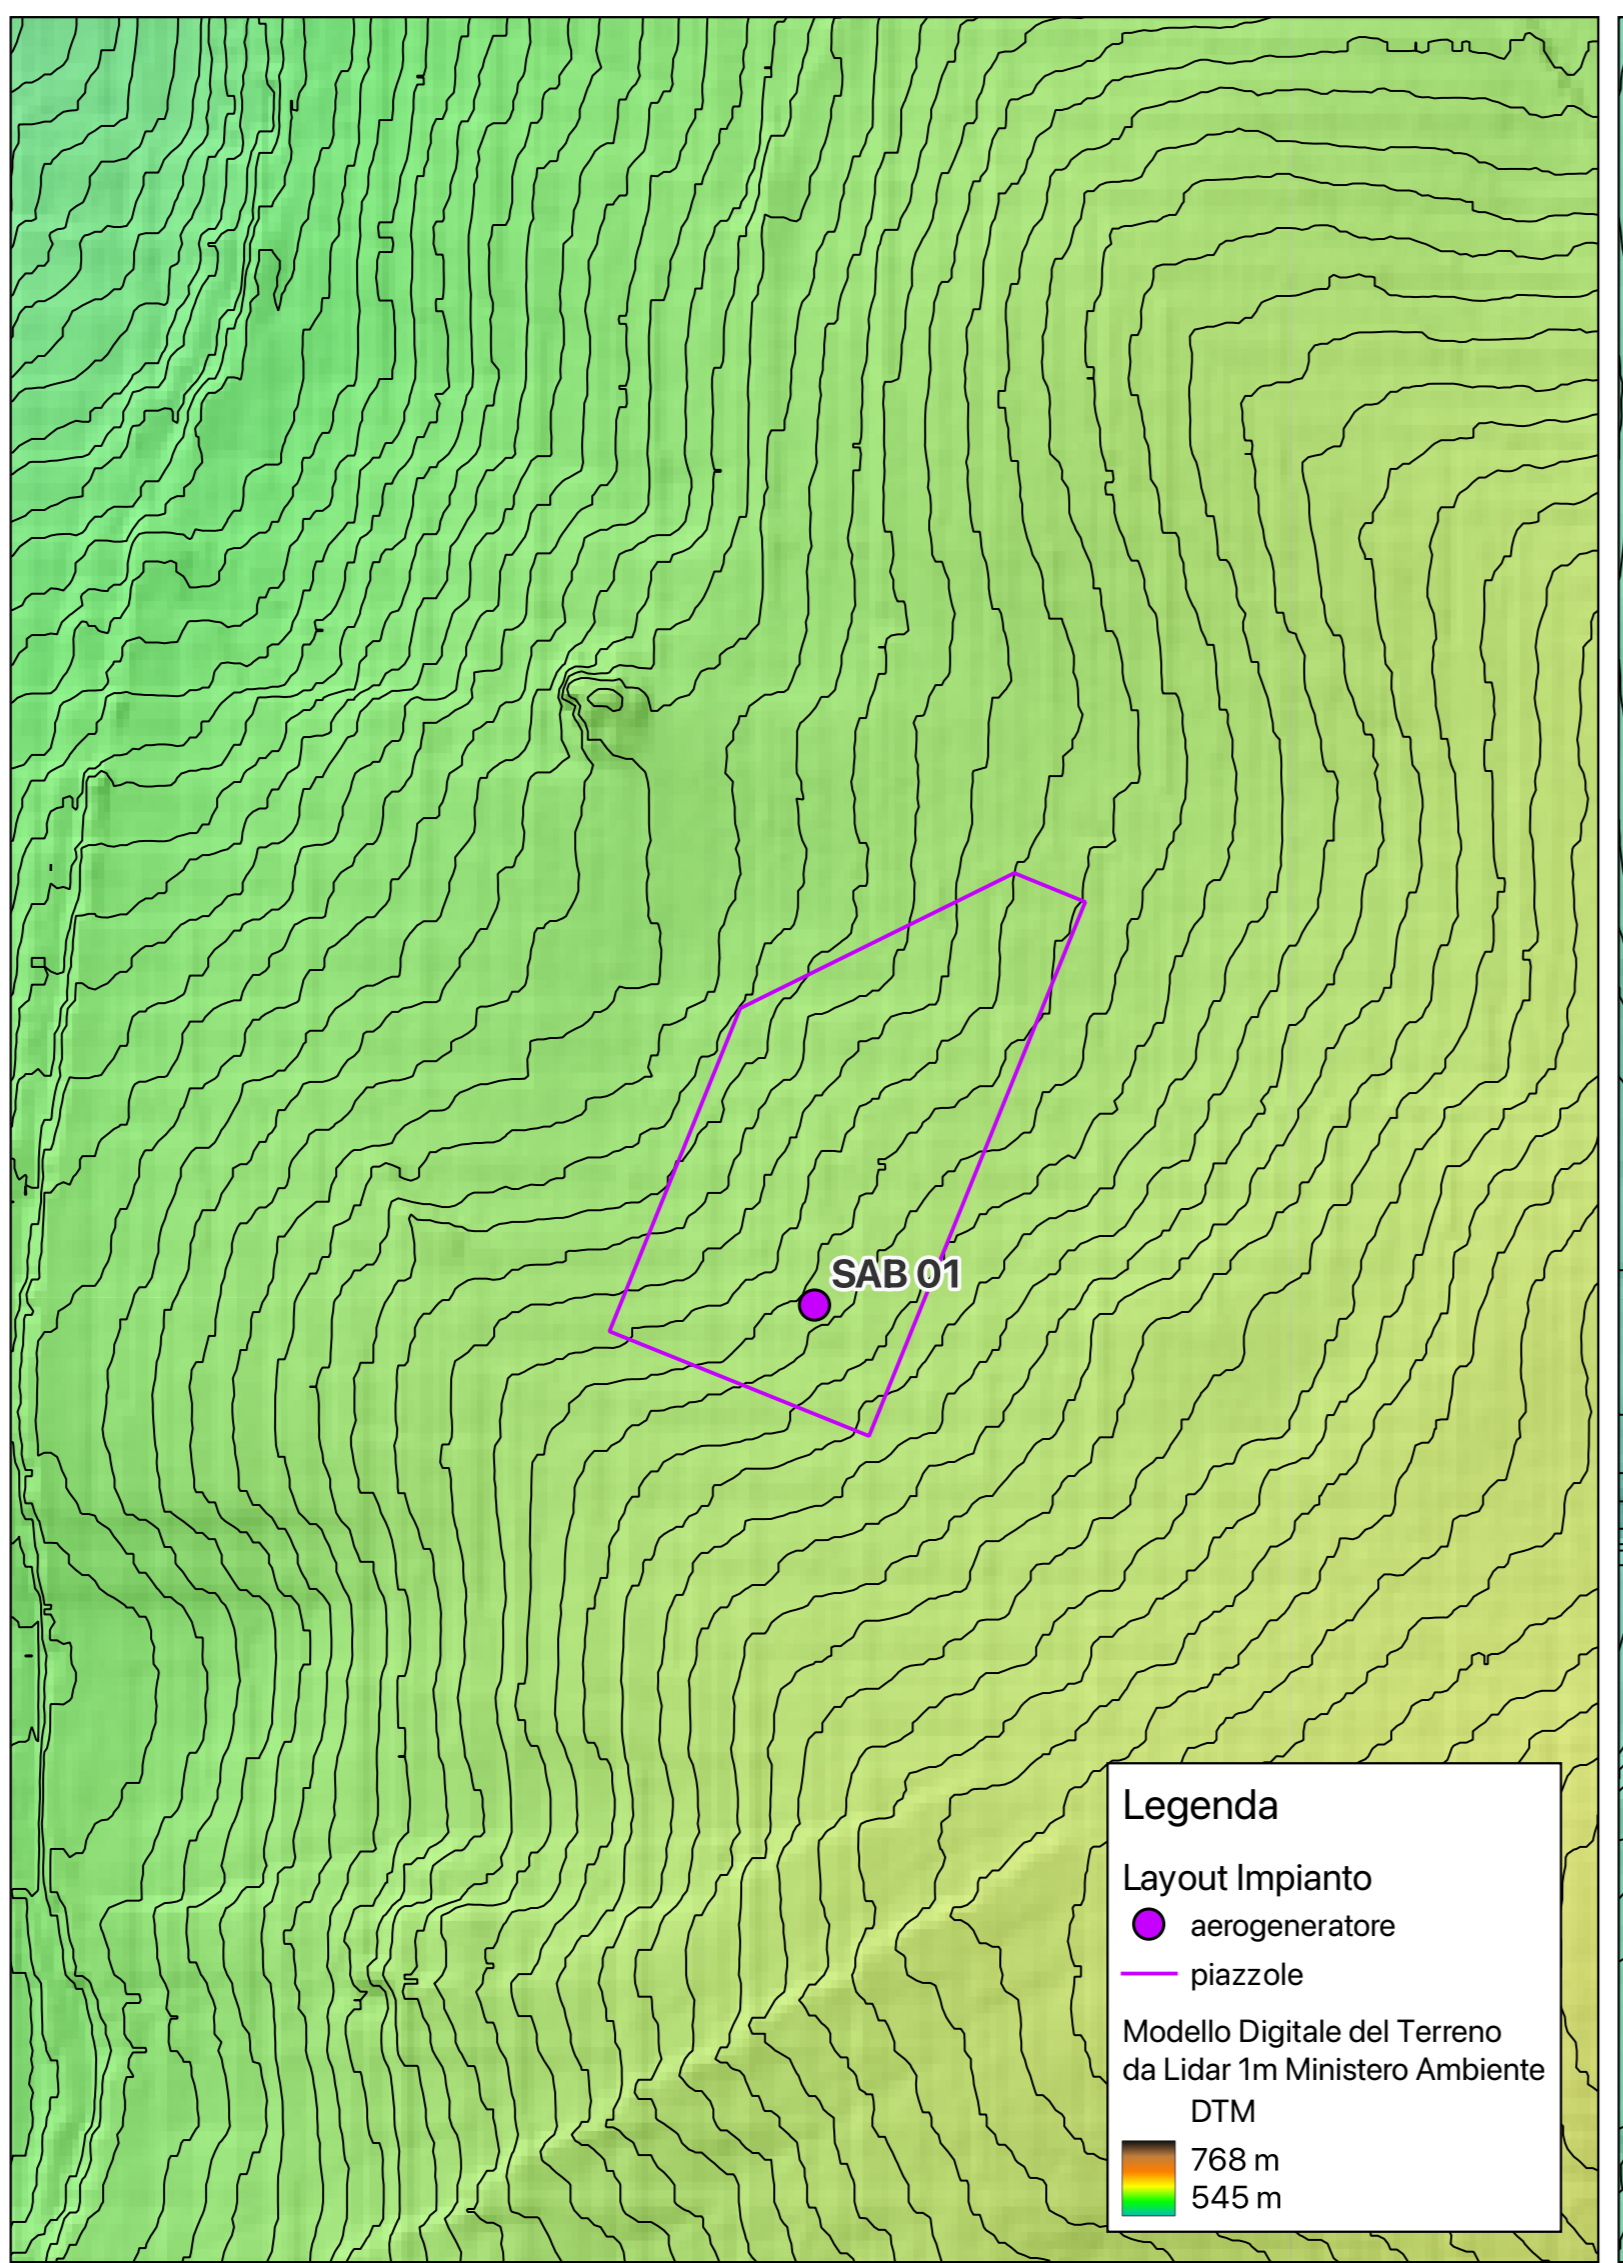 SAB 01
Legenda
Layout Impianto
aerogeneratore
piazzole
Modello Digitale del Terreno
da Lidar 1m Ministero Ambiente
DTM
768 m
545 m